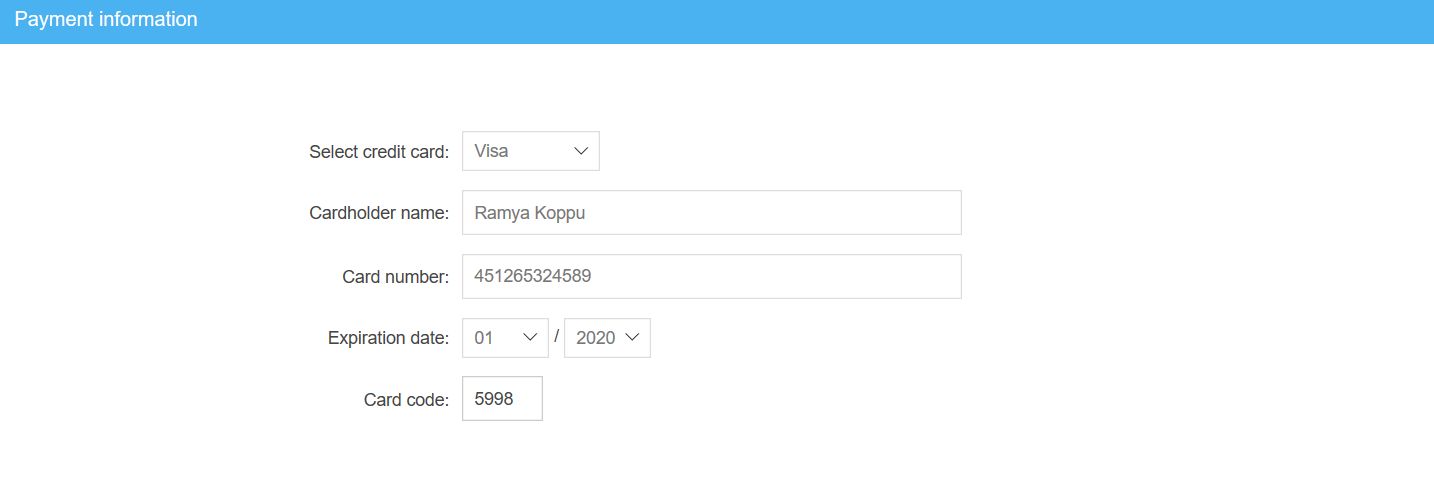 Payment information
Select credit card: Visa
Cardholder name: Ramya Koppu
Card number: 451265324589
Expiration date: 01 / 2020
Card code: 5998